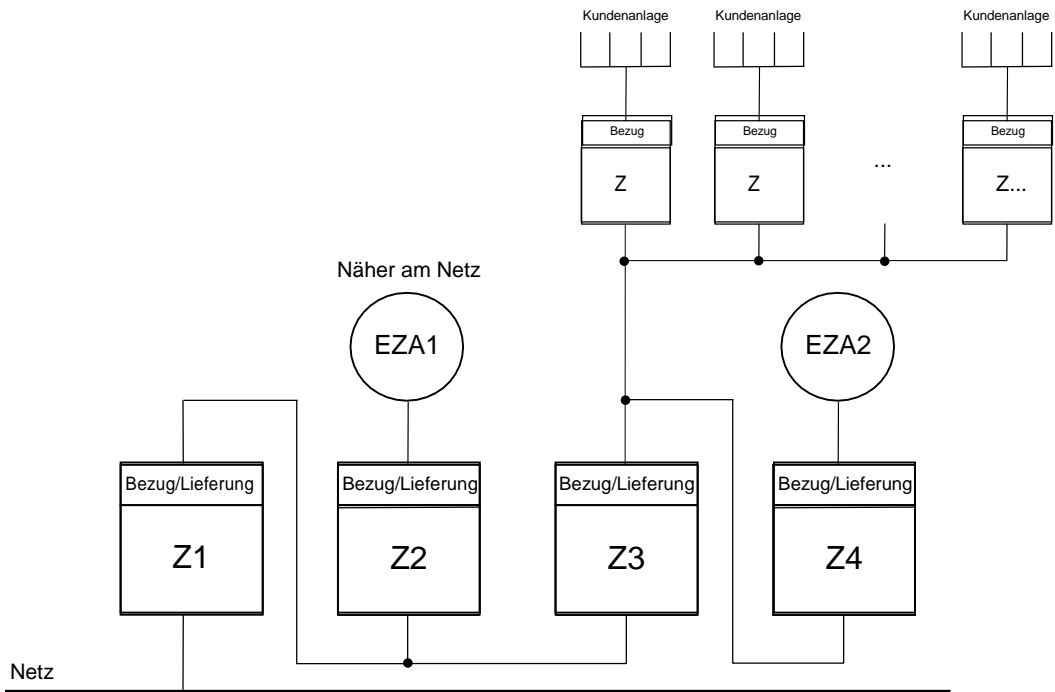 Kundenanlage Kundenanlage Kundenanlage
Bezug Bezug Bezug
Z Z ... Z...
Näher am Netz
EZA1 EZA2
Bezug/Lieferung Bezug/Lieferung Bezug/Lieferung Bezug/Lieferung
Z1 Z2 Z3 Z4
Netz